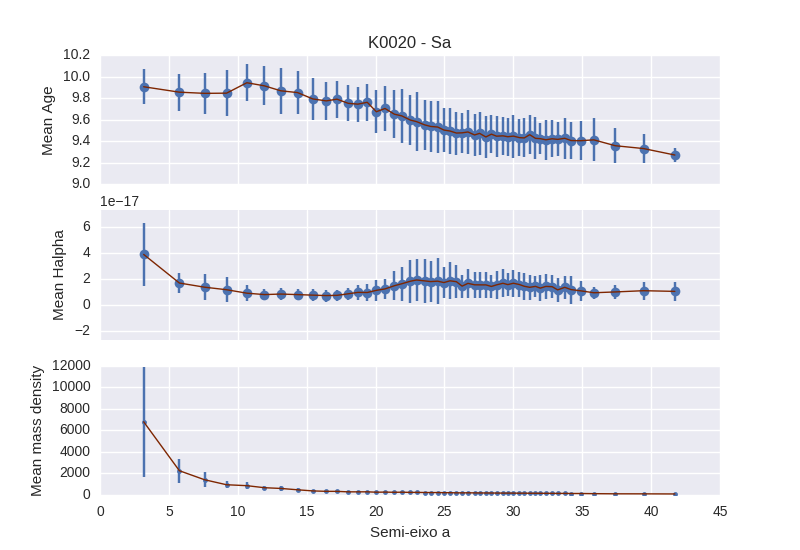 K0020 - Sa
10.2
10.0
9.8
9.6
9.4
9.2
9.0
Mean Age
1e−17
6
4
2
0
−2
Mean Halpha
12000
10000
8000
6000
4000
2000
0
Mean mass density
0 5 10 15 20 25 30 35 40 45
Semi-eixo a